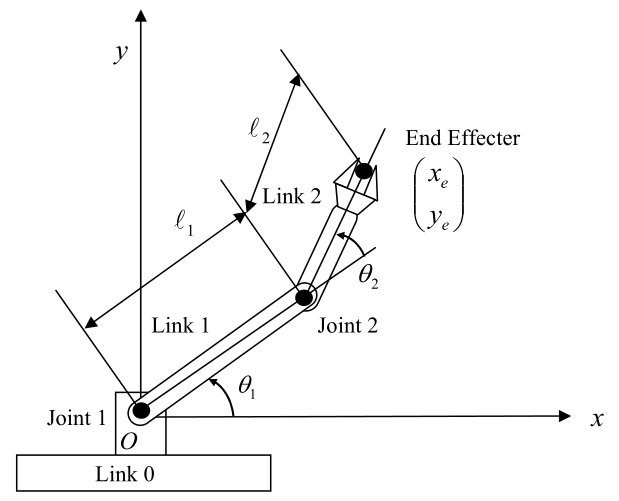 y
ℓ₂
End Effecter
xₑ
yₑ
Link 2
ℓ₁
θ₂
Link 1
Joint 2
θ₁
Joint 1
x
O
Link 0